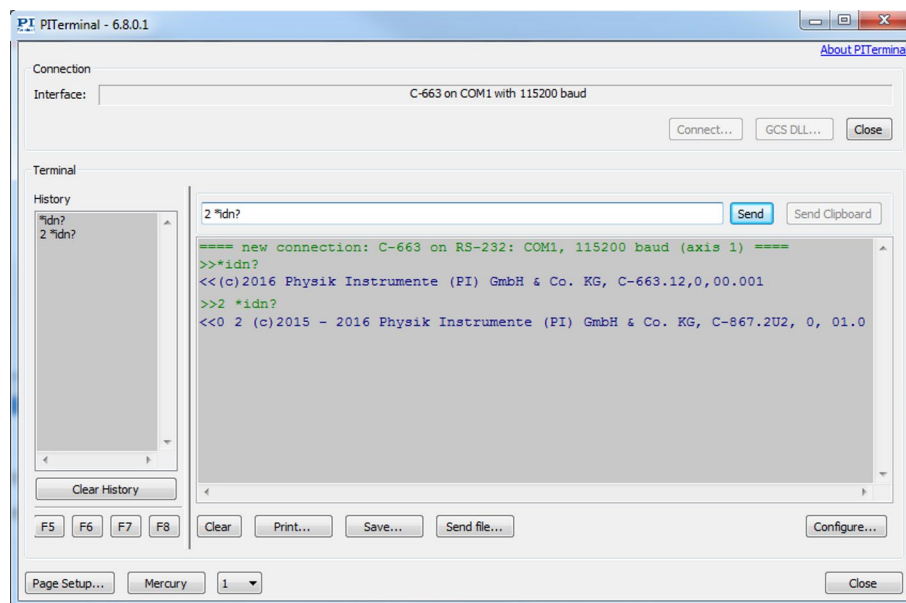 PI PITerminal - 6.8.0.1
About PITermina
Connection
Interface: C-663 on COM1 with 115200 baud
Connect... GCS DLL... Close
Terminal
History
*idn?
2 *idn?
2 *idn? Send Send Clipboard
==== new connection: C-663 on RS-232: COM1, 115200 baud (axis 1) ====
>>*idn?
<<(c)2016 Physik Instrumente (PI) GmbH & Co. KG, C-663.12,0,00.001
>>2 *idn?
<<0 2 (c)2015 - 2016 Physik Instrumente (PI) GmbH & Co. KG, C-867.2U2, 0, 01.0
Clear History
F5 F6 F7 F8 Clear Print... Save... Send file... Configure...
Page Setup... Mercury 1 Close